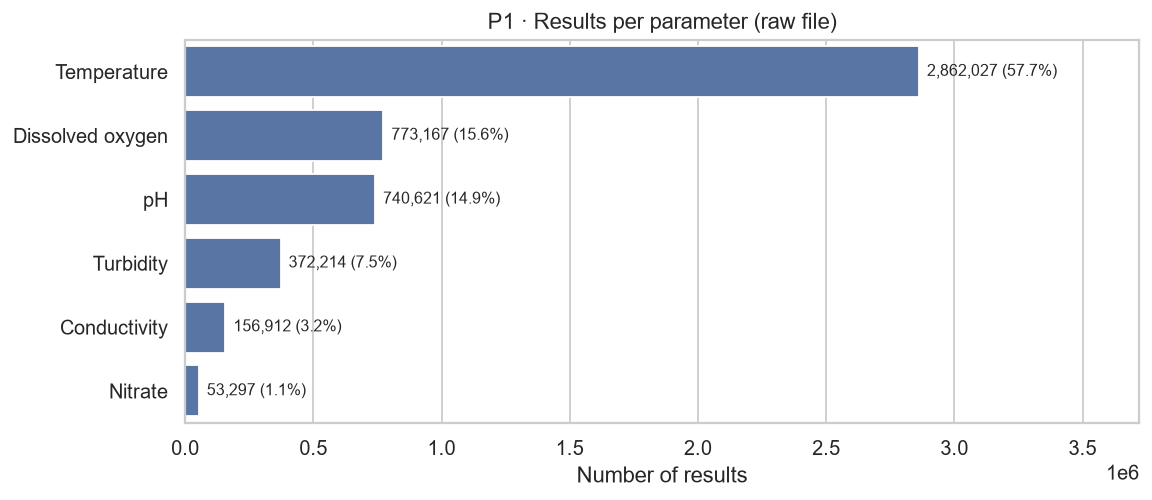 P1 · Results per parameter (raw file)
Temperature 2,862,027 (57.7%)
Dissolved oxygen 773,167 (15.6%)
pH 740,621 (14.9%)
Turbidity 372,214 (7.5%)
Conductivity 156,912 (3.2%)
Nitrate 53,297 (1.1%)
0.0 0.5 1.0 1.5 2.0 2.5 3.0 3.5
Number of results
1e6